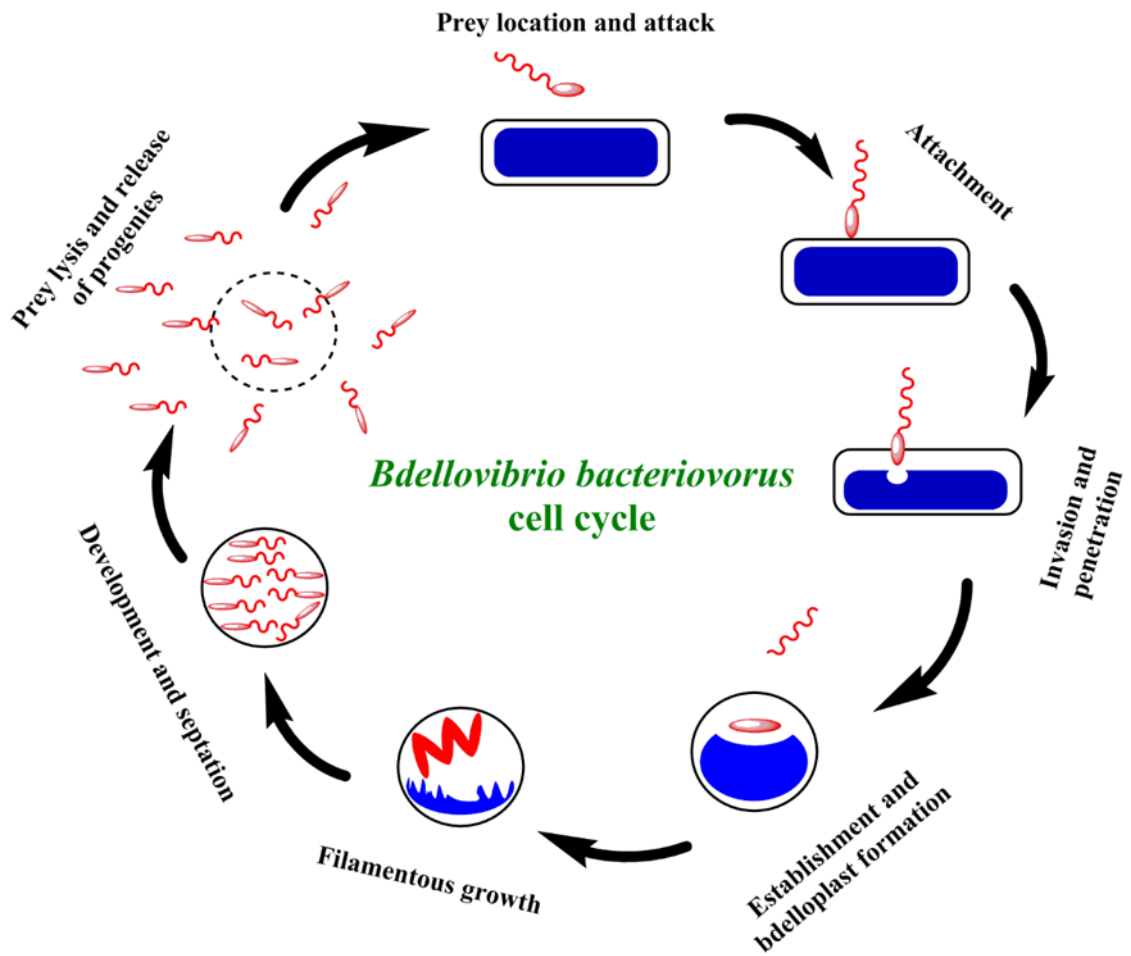 Prey location and attack
Attachment
Invasion and
penetration
Establishment and
bdelloplast formation
Filamentous growth
Development and septation
Prey lysis and release
of progenies
Bdellovibrio bacteriovorus
cell cycle